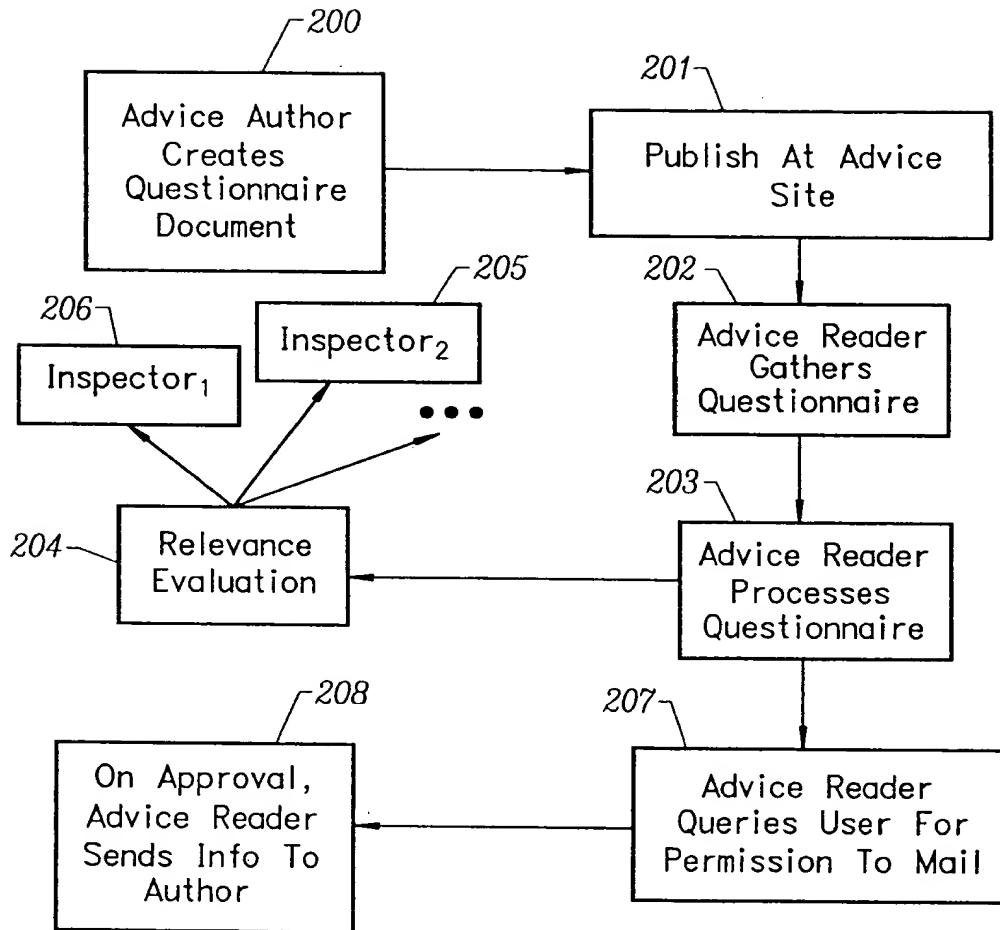 200
Advice Author
Creates
Questionnaire
Document
201
Publish At Advice
Site
202
Advice Reader
Gathers
Questionnaire
205
Inspector2
206
Inspector1
•••
203
Advice Reader
Processes
Questionnaire
204
Relevance
Evaluation
207
Advice Reader
Queries User For
Permission To Mail
208
On Approval,
Advice Reader
Sends Info To
Author